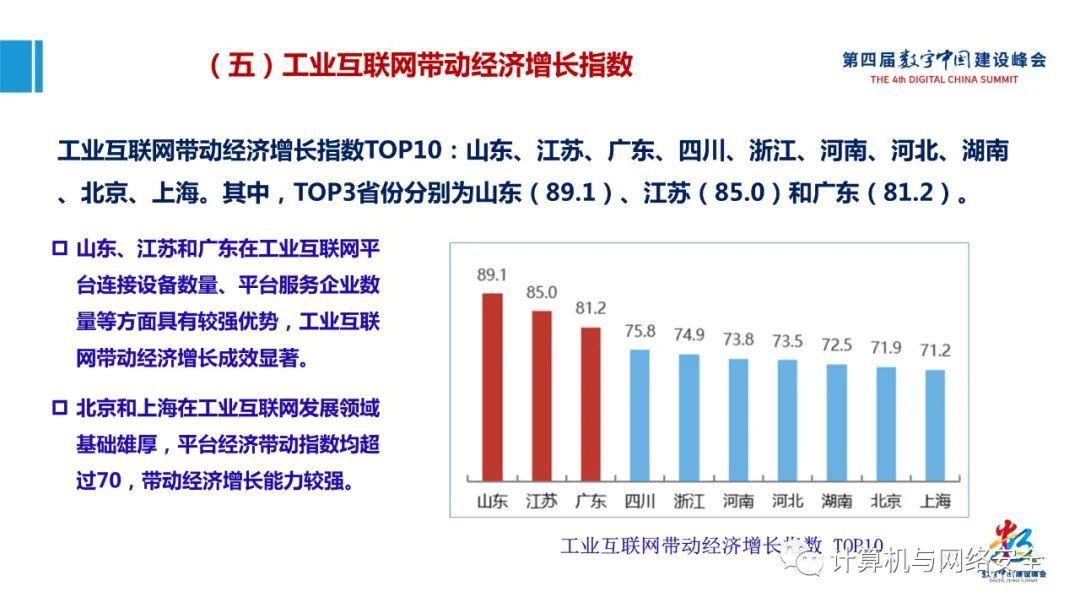 （五）工业互联网带动经济增长指数
第四届数字中国建设峰会
THE 4th DIGITAL CHINA SUMMIT
工业互联网带动经济增长指数TOP10：山东、江苏、广东、四川、浙江、河南、河北、湖南
、北京、上海。其中，TOP3省份分别为山东（89.1）、江苏（85.0）和广东（81.2）。
山东、江苏和广东在工业互联网平
台连接设备数量、平台服务企业数
量等方面具有较强优势，工业互联
网带动经济增长成效显著。
北京和上海在工业互联网发展领域
基础雄厚，平台经济带动指数均超
过70，带动经济增长能力较强。
89.1 85.0 81.2 75.8 74.9 73.8 73.5 72.5 71.9 71.2
山东 江苏 广东 四川 浙江 河南 河北 湖南 北京 上海
工业互联网带动经济增长指数 TOP10
计算机与网络安全
数字中国建设峰会